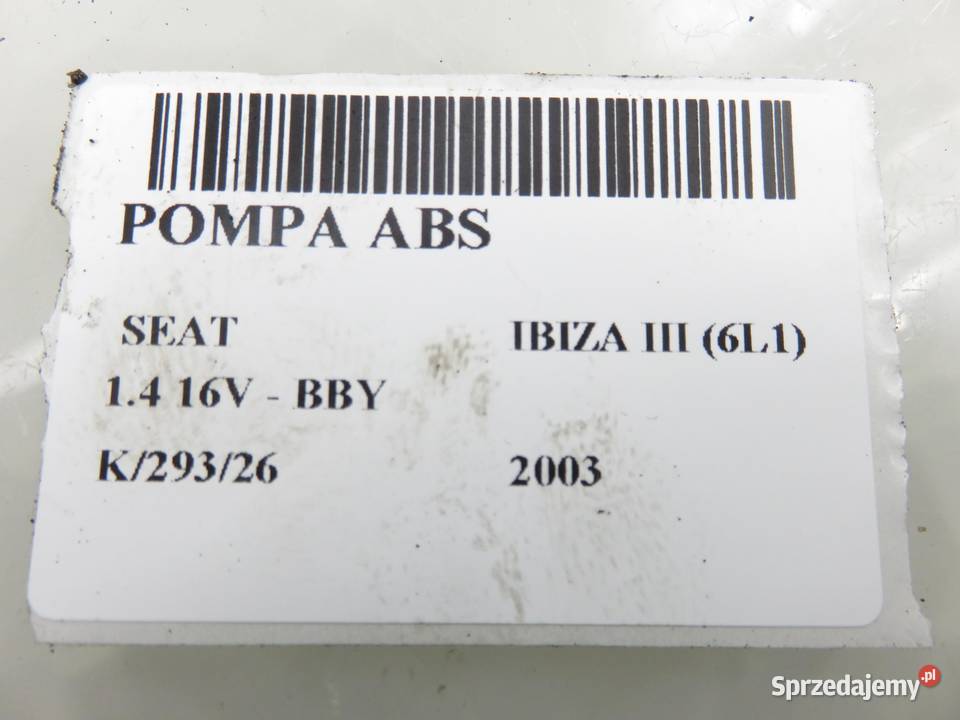 POMPA ABS
SEAT IBIZA III (6L1)
1.4 16V - BBY
K/293/26 2003
Sprzedajemy.pl